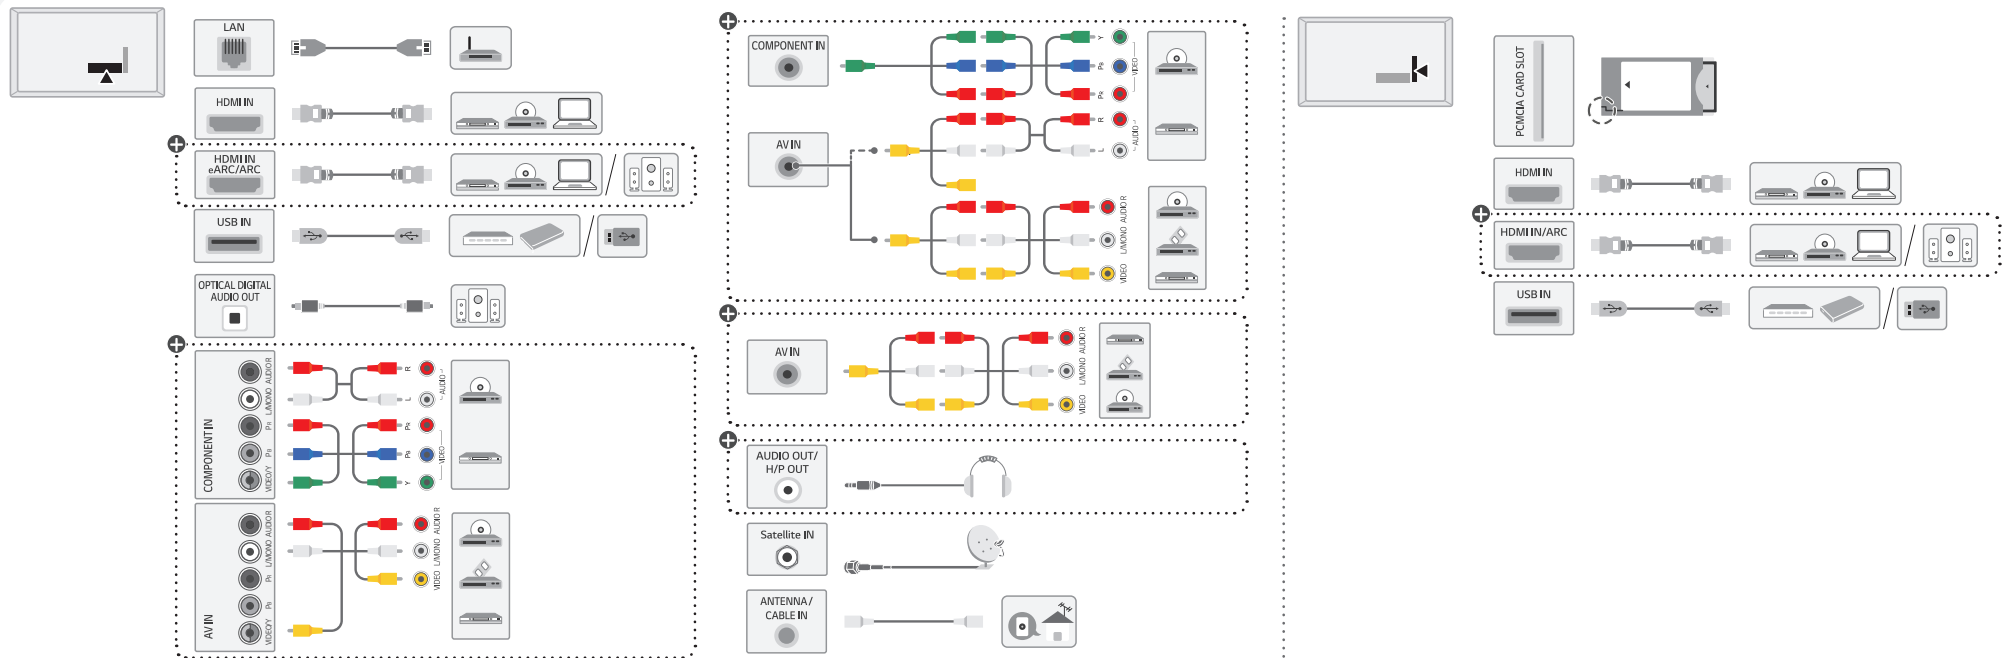 LAN
HDMI IN
HDMI IN
eARC/ARC
USB IN
OPTICAL DIGITAL
AUDIO OUT
COMPONENT IN
AUDIO R
L/MONO
PR
PB
VIDEO/Y
R
L
AUDIO
PR
PB
Y
VIDEO
AV IN
AUDIO R
L/MONO
PR
PB
VIDEO/Y
AUDIO R
L/MONO
VIDEO
COMPONENT IN
Y
PB
PR
VIDEO
R
L
AUDIO
AV IN
AUDIO R
L/MONO
VIDEO
AV IN
AUDIO R
L/MONO
VIDEO
AUDIO OUT/
H/P OUT
Satellite IN
ANTENNA/
CABLE IN
PCMCIA CARD SLOT
HDMI IN
HDMI IN/ARC
USB IN